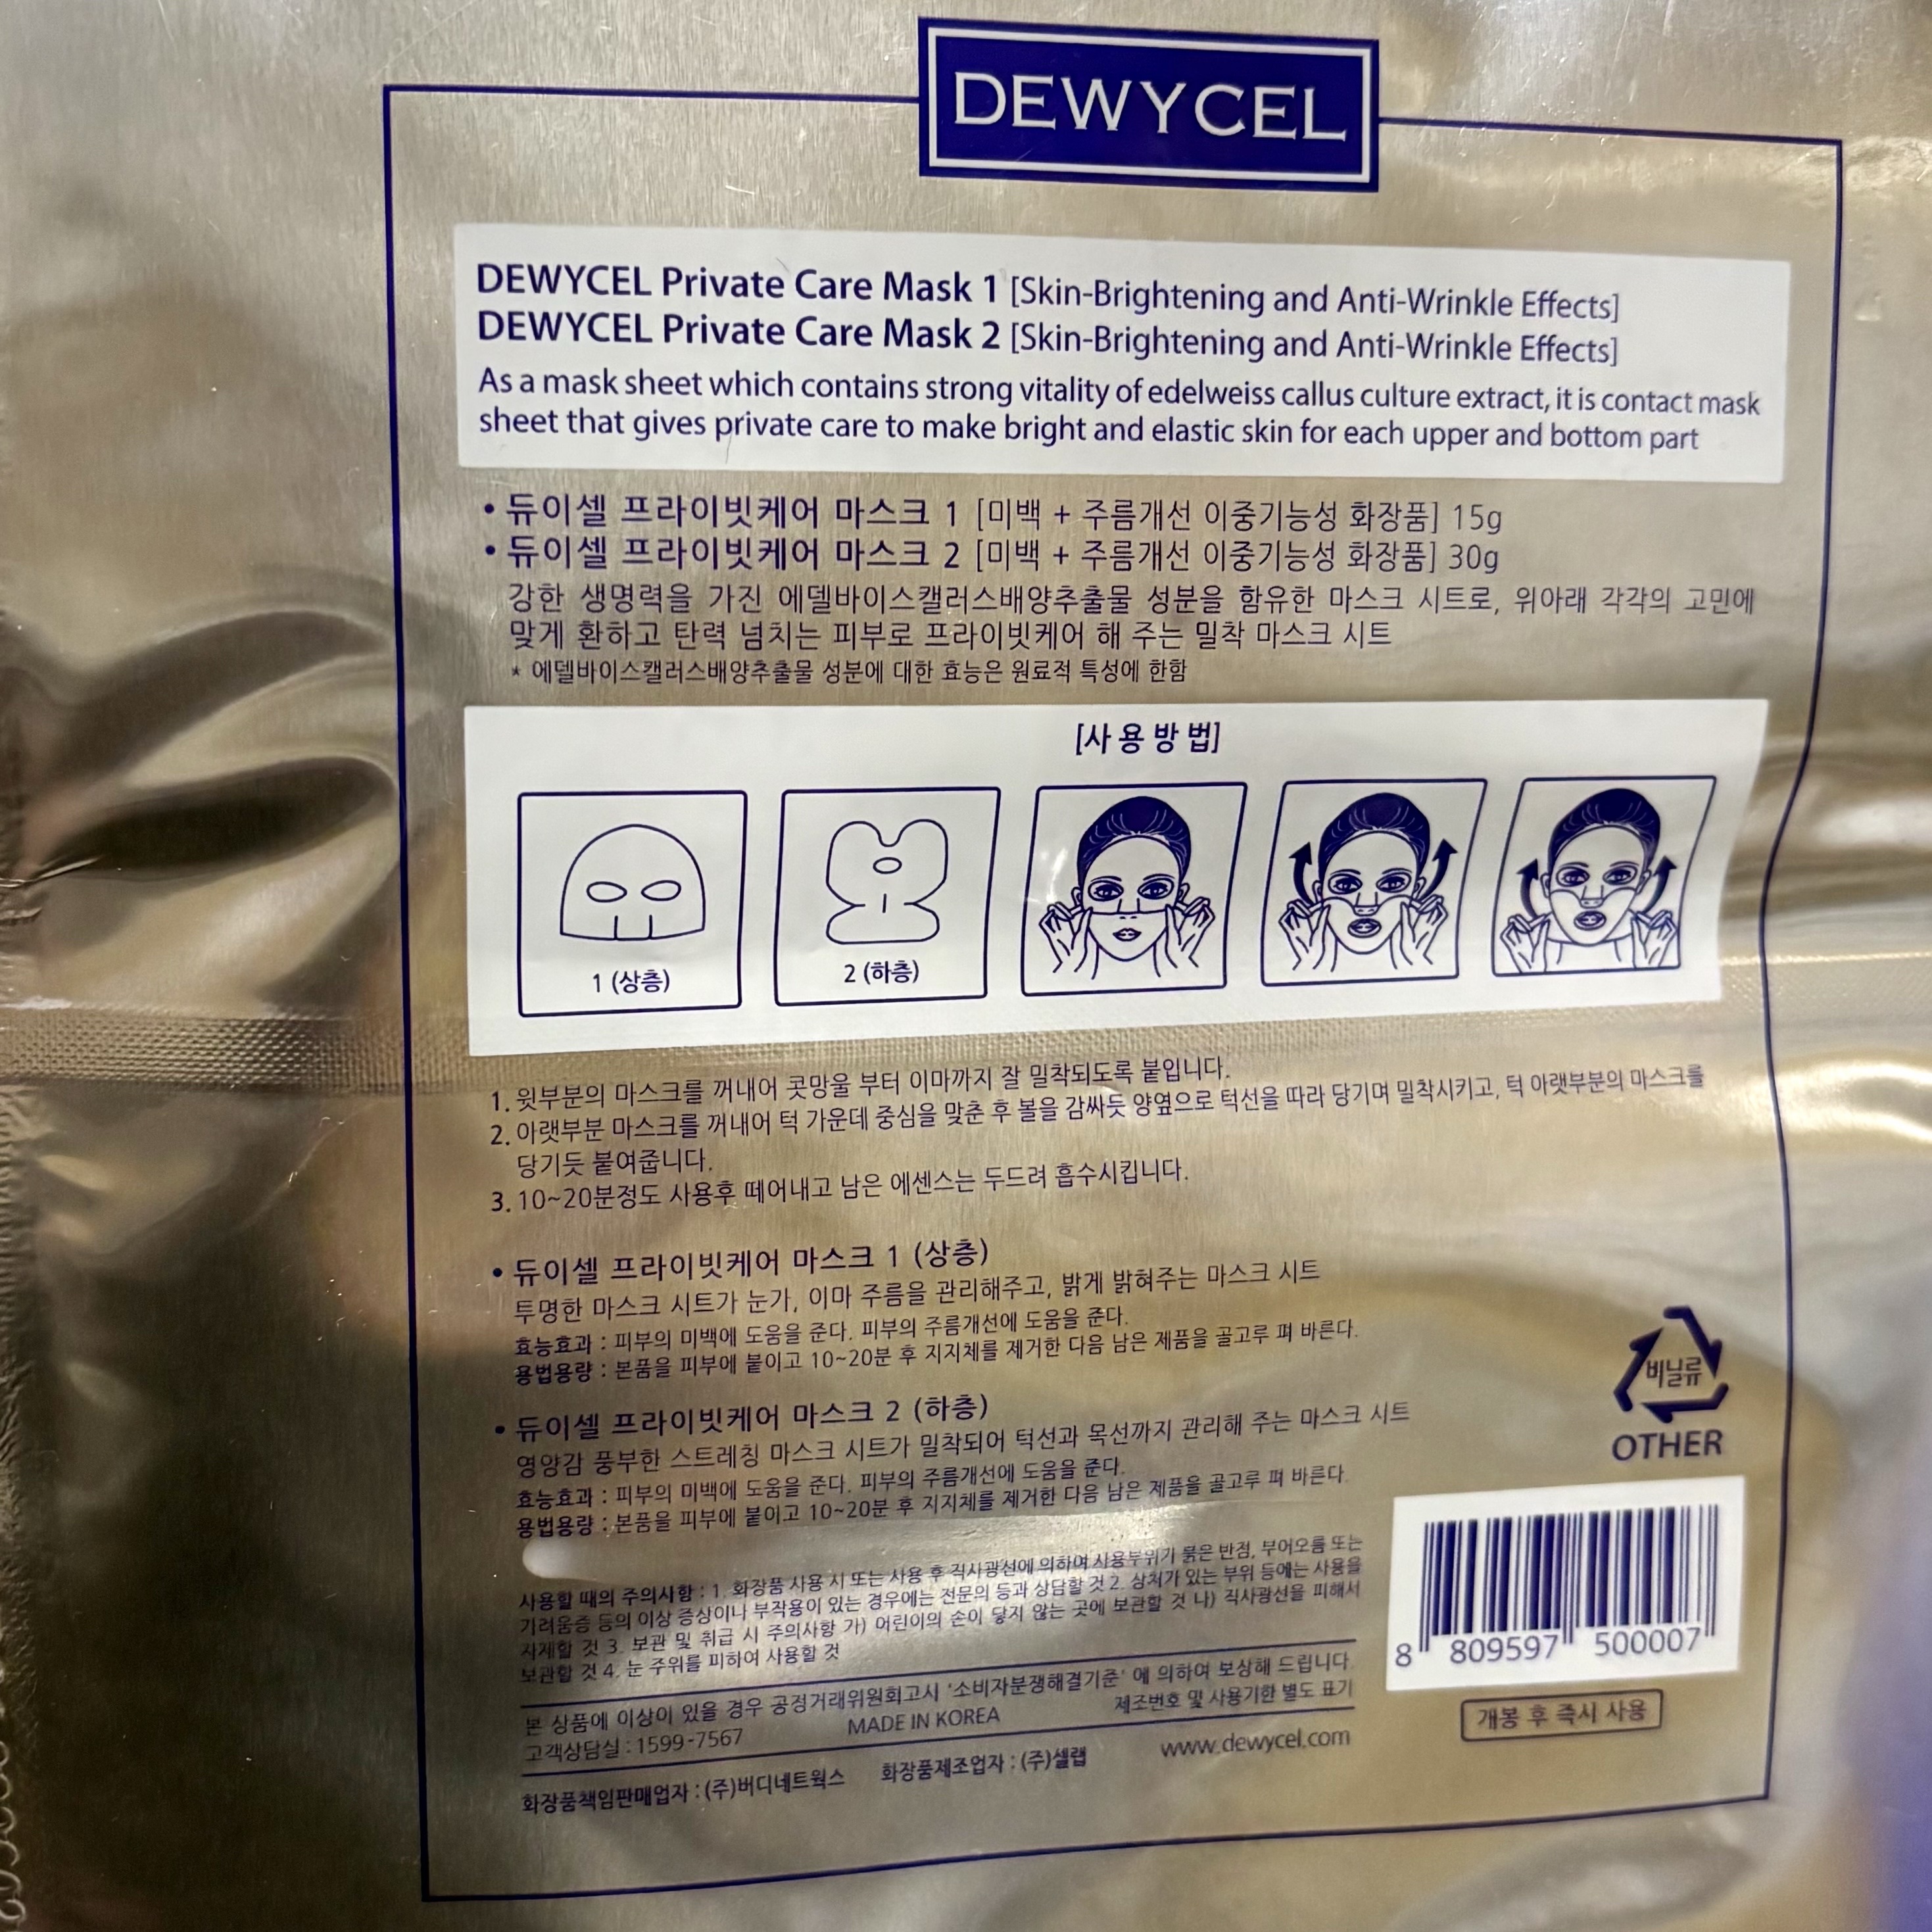 DEWYCEL
DEWYCEL Private Care Mask 1 [Skin-Brightening and Anti-Wrinkle Effects]
DEWYCEL Private Care Mask 2 [Skin-Brightening and Anti-Wrinkle Effects]
As a mask sheet which contains strong vitality of edelweiss callus culture extract, it is contact mask
sheet that gives private care to make bright and elastic skin for each upper and bottom part
• 듀이셀 프라이빗케어 마스크 1 [미백 + 주름개선 이중기능성 화장품] 15g
• 듀이셀 프라이빗케어 마스크 2 [미백 + 주름개선 이중기능성 화장품] 30g
강한 생명력을 가진 에델바이스캘러스배양추출물 성분을 함유한 마스크 시트로, 위아래 각각의 고민에
맞게 환하고 탄력 넘치는 피부로 프라이빗케어 해 주는 밀착 마스크 시트
* 에델바이스캘러스배양추출물 성분에 대한 효능은 원료적 특성에 한함
[사용방법]
1 (상층)
2 (하층)
1. 윗부분의 마스크를 꺼내어 콧망울 부터 이마까지 잘 밀착되도록 붙입니다.
2. 아랫부분 마스크를 꺼내어 턱 가운데 중심을 맞춘 후 볼을 감싸듯 양옆으로 턱선을 따라 당기며 밀착시키고, 턱 아랫부분의 마스크를
당기듯 붙여줍니다.
3. 10~20분정도 사용후 떼어내고 남은 에센스는 두드려 흡수시킵니다.
• 듀이셀 프라이빗케어 마스크 1 (상층)
투명한 마스크 시트가 눈가, 이마 주름을 관리해주고, 밝게 밝혀주는 마스크 시트
효능효과 : 피부의 미백에 도움을 준다. 피부의 주름개선에 도움을 준다.
용법용량 : 본품을 피부에 붙이고 10~20분 후 지지체를 제거한 다음 남은 제품을 골고루 펴 바른다.
• 듀이셀 프라이빗케어 마스크 2 (하층)
영양감 풍부한 스트레칭 마스크 시트가 밀착되어 턱선과 목선까지 관리해 주는 마스크 시트
효능효과 : 피부의 미백에 도움을 준다. 피부의 주름개선에 도움을 준다.
용법용량 : 본품을 피부에 붙이고 10~20분 후 지지체를 제거한 다음 남은 제품을 골고루 펴 바른다.
비닐류
OTHER
사용할 때의 주의사항 : 1. 화장품 사용 시 또는 사용 후 직사광선에 의하여 사용부위가 붉은 반점, 부어오름 또는
가려움증 등의 이상 증상이나 부작용이 있는 경우에는 전문의 등과 상담할 것 2. 상처가 있는 부위 등에는 사용을
자제할 것 3. 보관 및 취급 시 주의사항 가) 어린이의 손이 닿지 않는 곳에 보관할 것 나) 직사광선을 피해서
보관할 것 4. 눈 주위를 피하여 사용할 것
본 상품에 이상이 있을 경우 공정거래위원회고시 '소비자분쟁해결기준' 에 의하여 보상해 드립니다.
고객상담실 : 1599-7567 MADE IN KOREA 제조번호 및 사용기한 별도 표기
화장품책임판매업자 : (주)버디네트웍스 화장품제조업자 : (주)셀랩 www.dewycel.com
8 809597 500007
개봉 후 즉시 사용